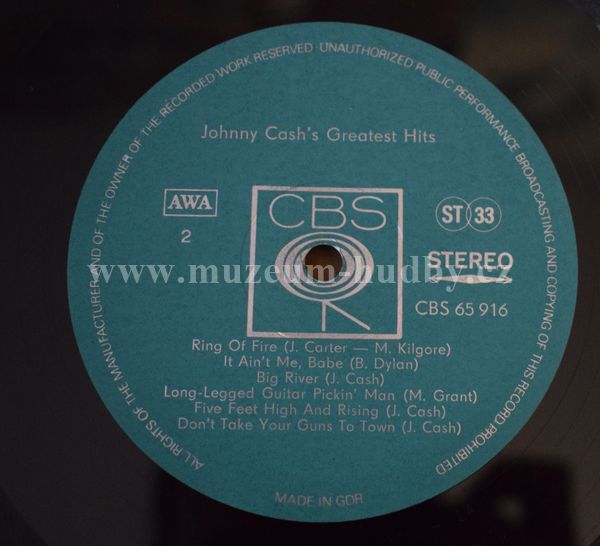 ALL RIGHTS OF THE MANUFACTURER AND OF THE OWNER OF THE RECORDED WORK RESERVED · UNAUTHORIZED PUBLIC PERFORMANCE BROADCASTING AND COPYING OF THIS RECORD PROHIBITED
Johnny Cash's Greatest Hits
AWA
2
CBS
ST 33
STEREO
CBS 65 916
www.muzeum-hudby.cz
Ring Of Fire (J. Carter — M. Kilgore)
It Ain't Me, Babe (B. Dylan)
Big River (J. Cash)
Long-Legged Guitar Pickin' Man (M. Grant)
Five Feet High And Rising (J. Cash)
Don't Take Your Guns To Town (J. Cash)
MADE IN GDR